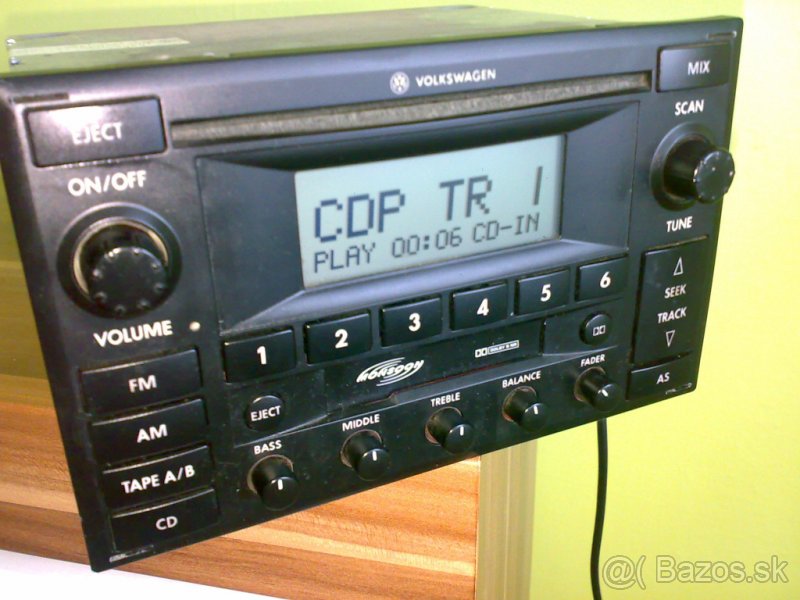 VOLKSWAGEN
EJECT
MIX
ON/OFF
SCAN
CDP TR 1
PLAY 00:06 CD-IN
TUNE
VOLUME
1 2 3 4 5 6
SEEK
TRACK
FM
MONSOON
AM
EJECT
BASS MIDDLE TREBLE BALANCE FADER
AS
TAPE A/B
CD
@( Bazos.sk